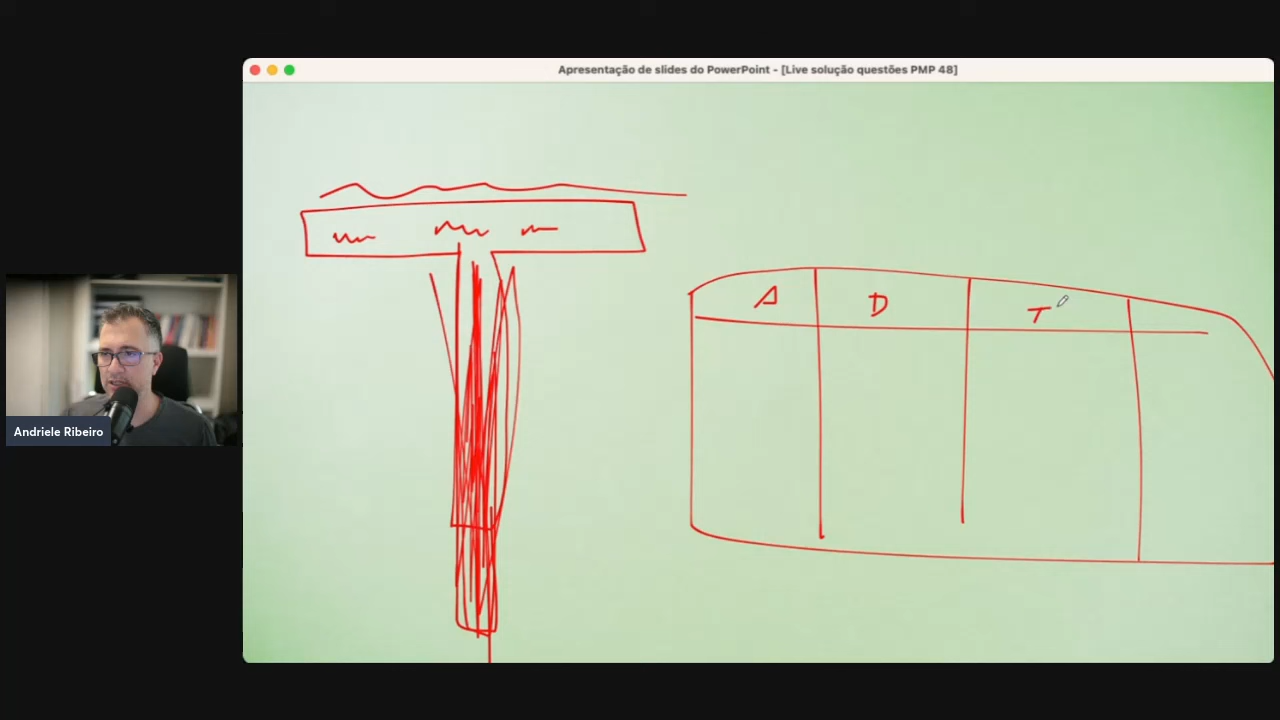 Apresentação de slides do PowerPoint - [Live solução questões PMP 48]
A
D
T
Andriele Ribeiro